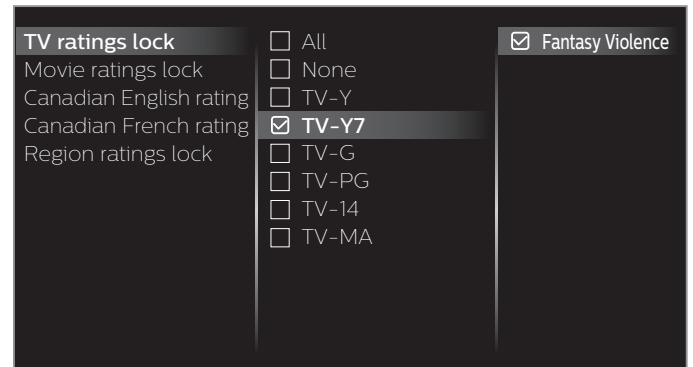 TV ratings lock
Movie ratings lock
Canadian English rating
Canadian French rating
Region ratings lock
All
None
TV-Y
TV-Y7
TV-G
TV-PG
TV-14
TV-MA
Fantasy Violence